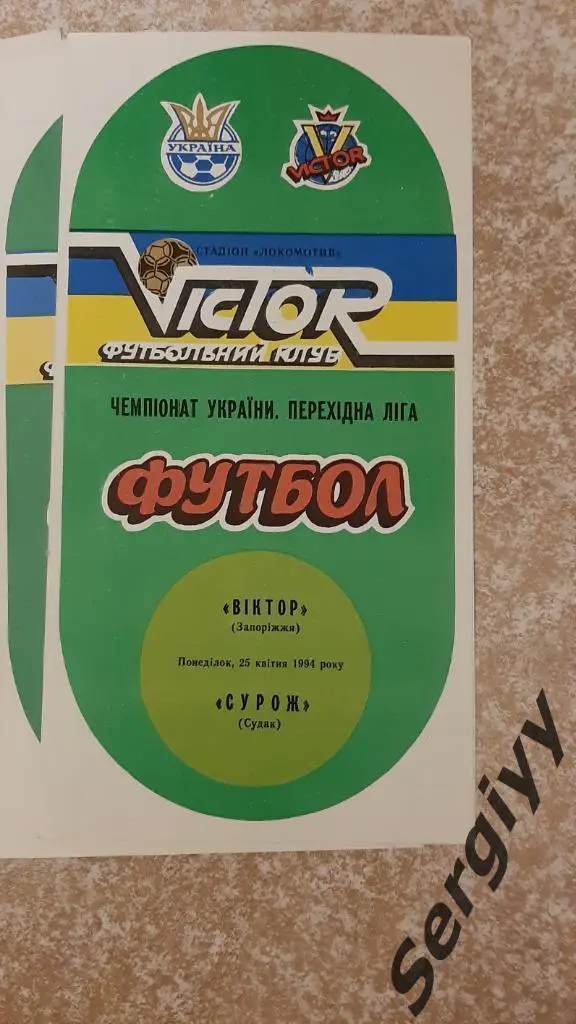 УКРАЇНА
VICTOR
СТАДІОН «ЛОКОМОТИВ»
VICTOR
ФУТБОЛЬНИЙ КЛУБ
ЧЕМПІОНАТ УКРАЇНИ. ПЕРЕХІДНА ЛІГА
ФУТБОЛ
«ВІКТОР»
(Запоріжжя)
Понеділок, 25 квітня 1994 року
«СУРОЖ»
(Судак)
Sergiyy